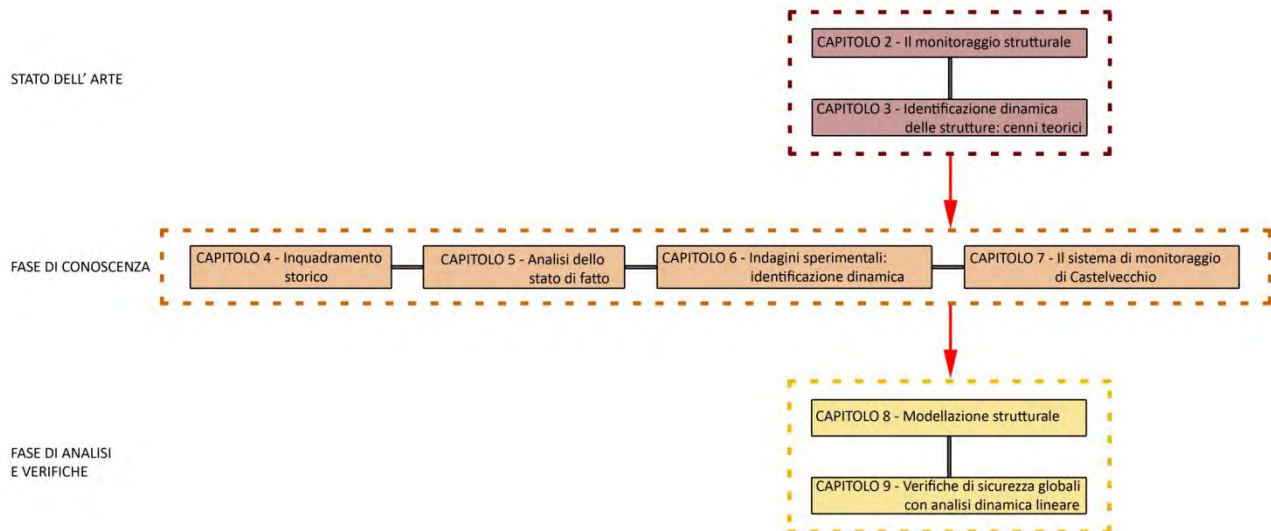 STATO DELL' ARTE
CAPITOLO 2 - Il monitoraggio strutturale
CAPITOLO 3 - Identificazione dinamica
delle strutture: cenni teorici
FASE DI CONOSCENZA
CAPITOLO 4 - Inquadramento
storico
CAPITOLO 5 - Analisi dello
stato di fatto
CAPITOLO 6 - Indagini sperimentali:
identificazione dinamica
CAPITOLO 7 - Il sistema di monitoraggio
di Castelvecchio
FASE DI ANALISI
E VERIFICHE
CAPITOLO 8 - Modellazione strutturale
CAPITOLO 9 - Verifiche di sicurezza globali
con analisi dinamica lineare